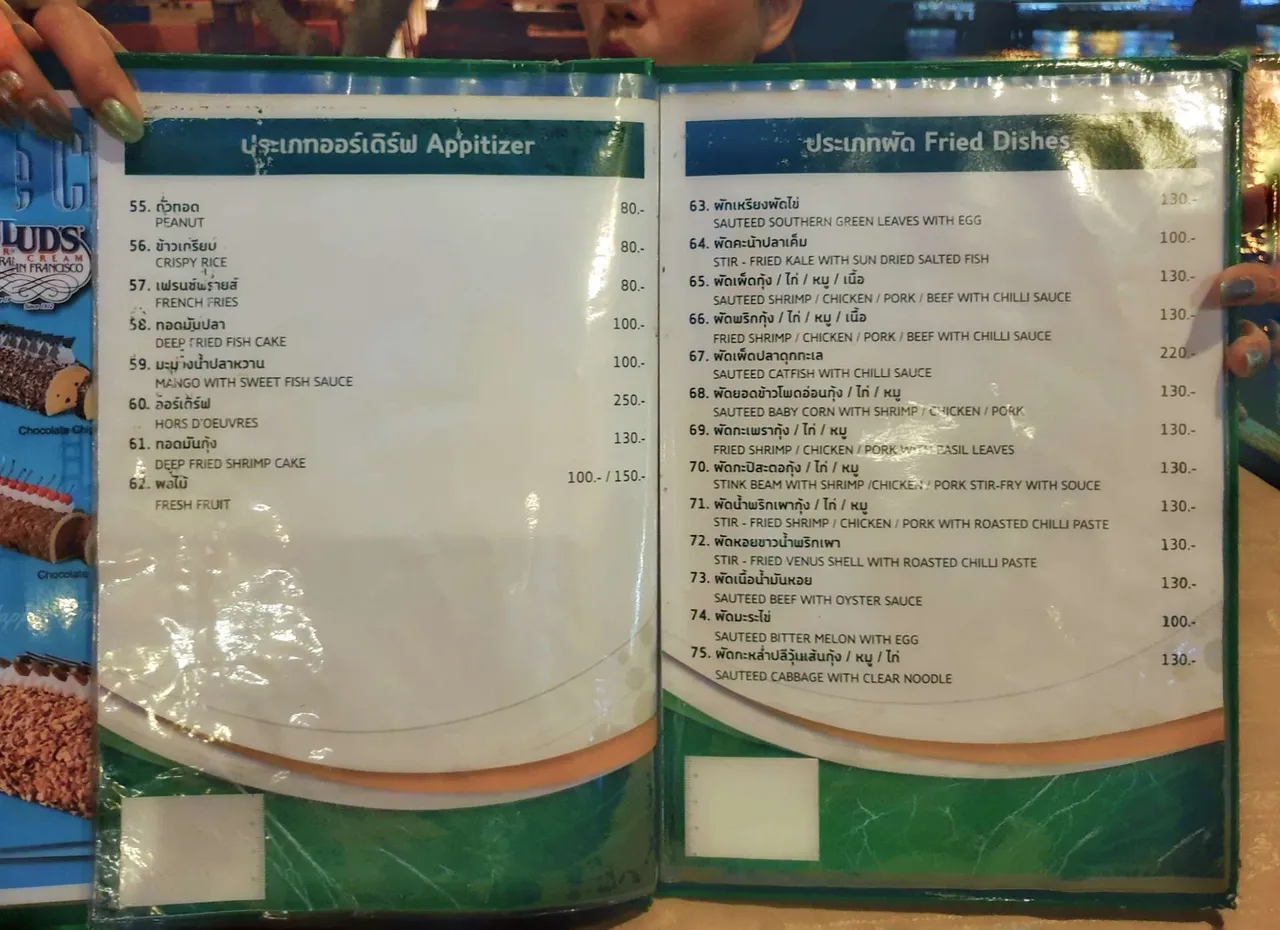 LUDS'
CREAM
SAN FRANCISCO
Since 1922
Chocolate Chip
Chocolate
ประเภทออร์เดิร์ฟ Appitizer
55. ถั่วทอด 80.-
PEANUT
56. ข้าวเกรียบ 80.-
CRISPY RICE
57. เฟรนช์ฟรายส์ 80.-
FRENCH FRIES
58. ทอดมันปลา 100.-
DEEP FRIED FISH CAKE
59. มะม่วงน้ำปลาหวาน 100.-
MANGO WITH SWEET FISH SAUCE
60. ออร์เดิร์ฟ 250.-
HORS D'OEUVRES
61. ทอดมันกุ้ง 130.-
DEEP FRIED SHRIMP CAKE
62. ผลไม้ 100.- / 150.-
FRESH FRUIT
ประเภทผัด Fried Dishes
63. ผักเหรียงผัดไข่ 130.-
SAUTEED SOUTHERN GREEN LEAVES WITH EGG
64. ผัดคะน้าปลาเค็ม 100.-
STIR - FRIED KALE WITH SUN DRIED SALTED FISH
65. ผัดเผ็ดกุ้ง / ไก่ / หมู / เนื้อ 130.-
SAUTEED SHRIMP / CHICKEN / PORK / BEEF WITH CHILLI SAUCE
66. ผัดพริกกุ้ง / ไก่ / หมู / เนื้อ 130.-
FRIED SHRIMP / CHICKEN / PORK / BEEF WITH CHILLI SAUCE
67. ผัดเผ็ดปลาดุกทะเล 220.-
SAUTEED CATFISH WITH CHILLI SAUCE
68. ผัดยอดข้าวโพดอ่อนกุ้ง / ไก่ / หมู 130.-
SAUTEED BABY CORN WITH SHRIMP / CHICKEN / PORK
69. ผัดกะเพรากุ้ง / ไก่ / หมู 130.-
FRIED SHRIMP / CHICKEN / PORK WITH BASIL LEAVES
70. ผัดกะปิสะตอกุ้ง / ไก่ / หมู 130.-
STINK BEAM WITH SHRIMP /CHICKEN / PORK STIR-FRY WITH SOUCE
71. ผัดน้ำพริกเผากุ้ง / ไก่ / หมู 130.-
STIR - FRIED SHRIMP / CHICKEN / PORK WITH ROASTED CHILLI PASTE
72. ผัดหอยขาวน้ำพริกเผา 130.-
STIR - FRIED VENUS SHELL WITH ROASTED CHILLI PASTE
73. ผัดเนื้อน้ำมันหอย 130.-
SAUTEED BEEF WITH OYSTER SAUCE
74. ผัดมะระไข่ 100.-
SAUTEED BITTER MELON WITH EGG
75. ผัดกะหล่ำปลีวุ้นเส้นกุ้ง / หมู / ไก่ 130.-
SAUTEED CABBAGE WITH CLEAR NOODLE